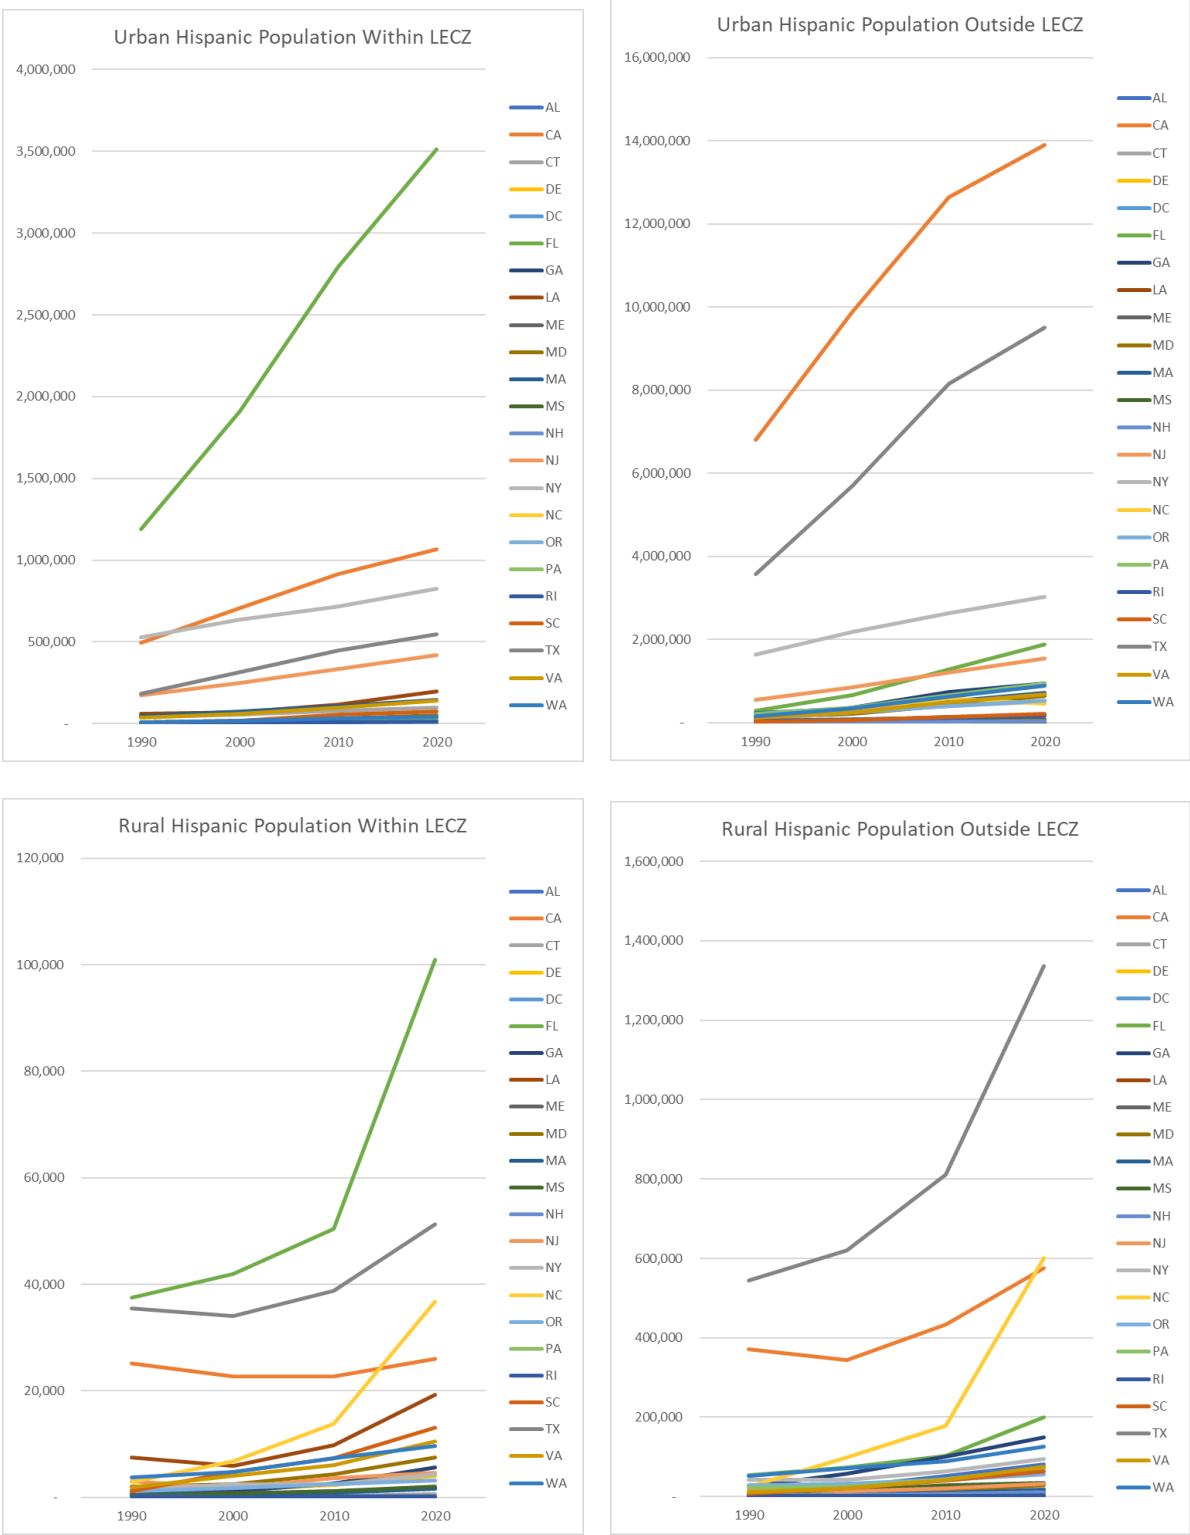 Urban Hispanic Population Within LECZ
4,000,000
3,500,000
3,000,000
2,500,000
2,000,000
1,500,000
1,000,000
500,000
-
1990 2000 2010 2020
AL
CA
CT
DE
DC
FL
GA
LA
ME
MD
MA
MS
NH
NJ
NY
NC
OR
PA
RI
SC
TX
VA
WA
Urban Hispanic Population Outside LECZ
16,000,000
14,000,000
12,000,000
10,000,000
8,000,000
6,000,000
4,000,000
2,000,000
-
1990 2000 2010 2020
AL
CA
CT
DE
DC
FL
GA
LA
ME
MD
MA
MS
NH
NJ
NY
NC
OR
PA
RI
SC
TX
VA
WA
Rural Hispanic Population Within LECZ
120,000
100,000
80,000
60,000
40,000
20,000
-
1990 2000 2010 2020
AL
CA
CT
DE
DC
FL
GA
LA
ME
MD
MA
MS
NH
NJ
NY
NC
OR
PA
RI
SC
TX
VA
WA
Rural Hispanic Population Outside LECZ
1,600,000
1,400,000
1,200,000
1,000,000
800,000
600,000
400,000
200,000
-
1990 2000 2010 2020
AL
CA
CT
DE
DC
FL
GA
LA
ME
MD
MA
MS
NH
NJ
NY
NC
OR
PA
RI
SC
TX
VA
WA